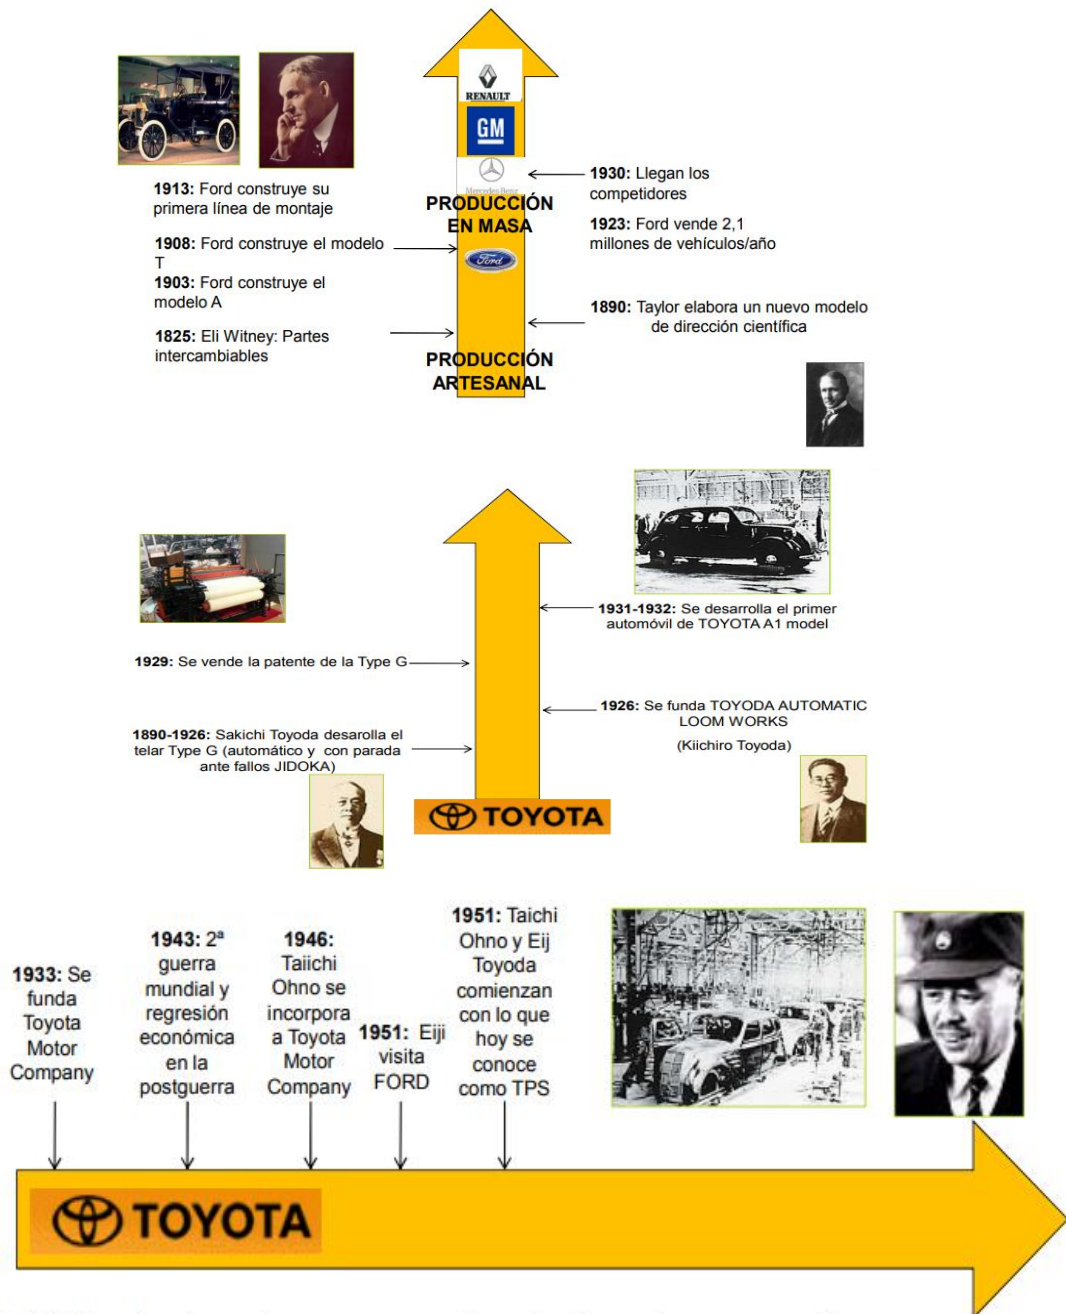 RENAULT
GM
Mercedes Benz
PRODUCCIÓN
EN MASA
Ford
PRODUCCIÓN
ARTESANAL
1913: Ford construye su
primera línea de montaje
1908: Ford construye el modelo
T
1903: Ford construye el
modelo A
1825: Eli Witney: Partes
intercambiables
1930: Llegan los
competidores
1923: Ford vende 2,1
millones de vehículos/año
1890: Taylor elabora un nuevo modelo
de dirección científica
1931-1932: Se desarrolla el primer
automóvil de TOYOTA A1 model
1929: Se vende la patente de la Type G
1926: Se funda TOYODA AUTOMATIC
LOOM WORKS
(Kiichiro Toyoda)
1890-1926: Sakichi Toyoda desarolla el
telar Type G (automático y con parada
ante fallos JIDOKA)
TOYOTA
1933: Se
funda
Toyota
Motor
Company
1943: 2ª
guerra
mundial y
regresión
económica
en la
postguerra
1946:
Taiichi
Ohno se
incorpora
a Toyota
Motor
Company
1951: Eiji
visita
FORD
1951: Taichi
Ohno y Eij
Toyoda
comienzan
con lo que
hoy se
conoce
como TPS
TOYOTA